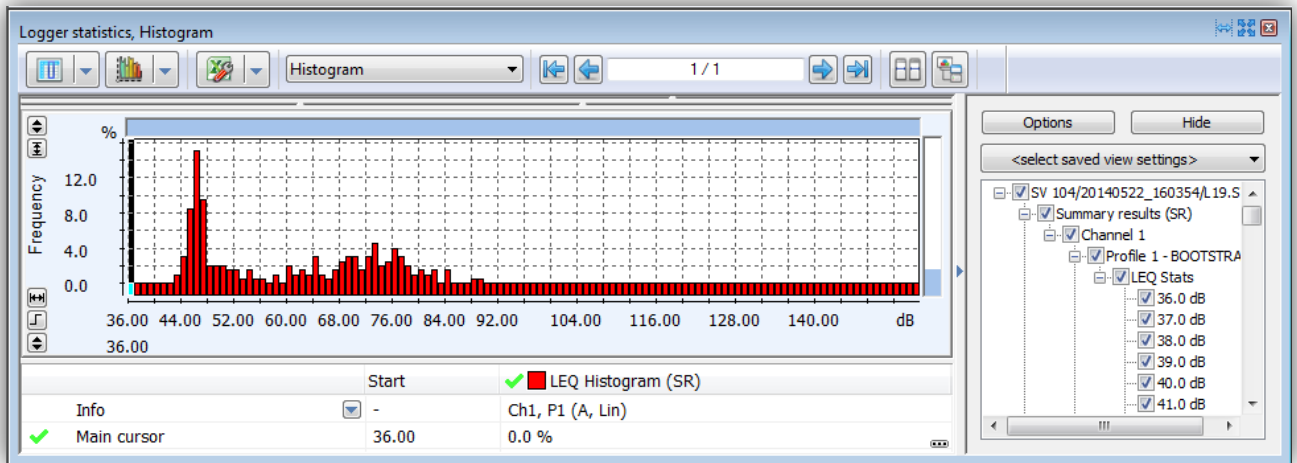 Logger statistics, Histogram
Histogram
1 / 1
%
12.0
8.0
4.0
0.0
Frequency
36.00 44.00 52.00 60.00 68.00 76.00 84.00 92.00 104.00 116.00 128.00 140.00 dB
36.00
Start LEQ Histogram (SR)
Info - Ch1, P1 (A, Lin)
Main cursor 36.00 0.0 %
Options Hide
<select saved view settings>
SV 104/20140522_160354/L19.S
Summary results (SR)
Channel 1
Profile 1 - BOOTSTRA
LEQ Stats
36.0 dB
37.0 dB
38.0 dB
39.0 dB
40.0 dB
41.0 dB